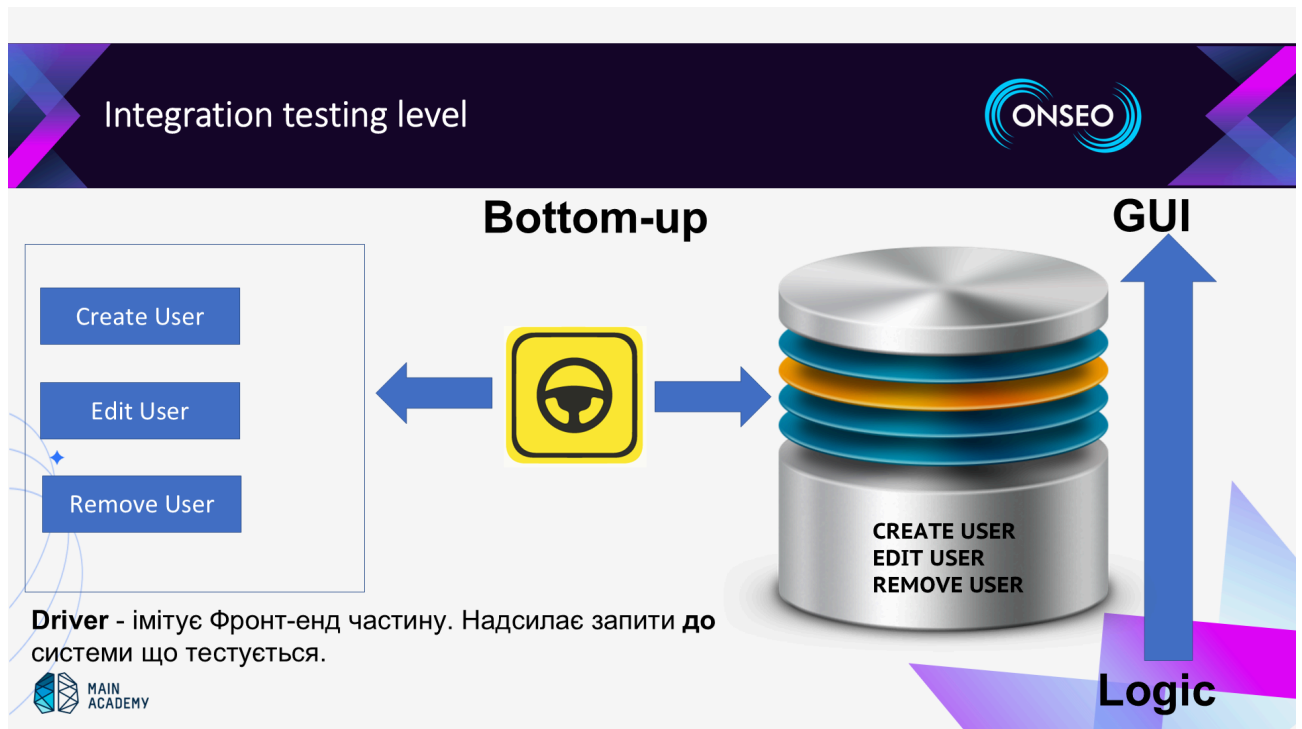 Integration testing level
ONSEO
Bottom-up
GUI
Create User
Edit User
Remove User
CREATE USER
EDIT USER
REMOVE USER
Driver - імітує Фронт-енд частину. Надсилає запити до
системи що тестується.
MAIN
ACADEMY
Logic